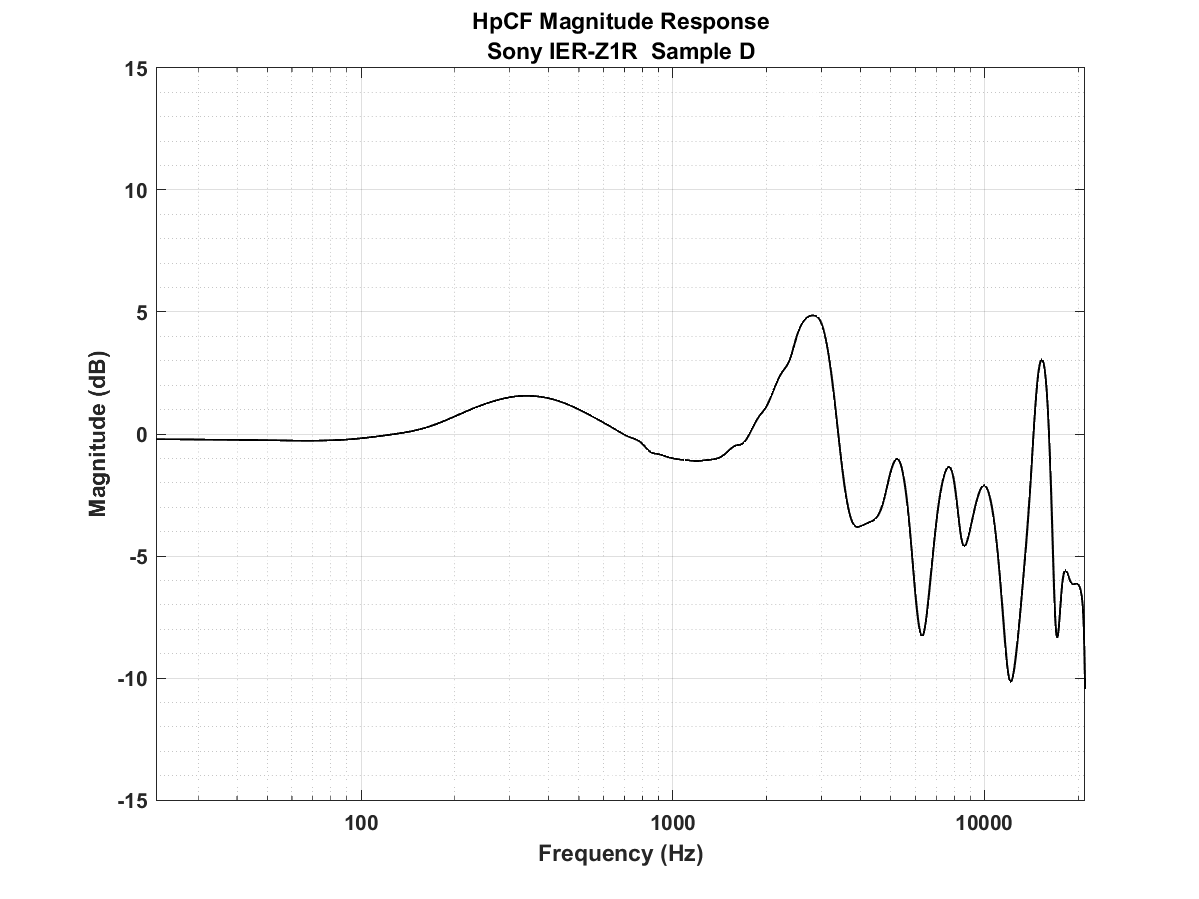 HpCF Magnitude Response
Sony IER-Z1R  Sample D
15
10
5
0
-5
-10
-15
Magnitude (dB)
100
1000
10000
Frequency (Hz)